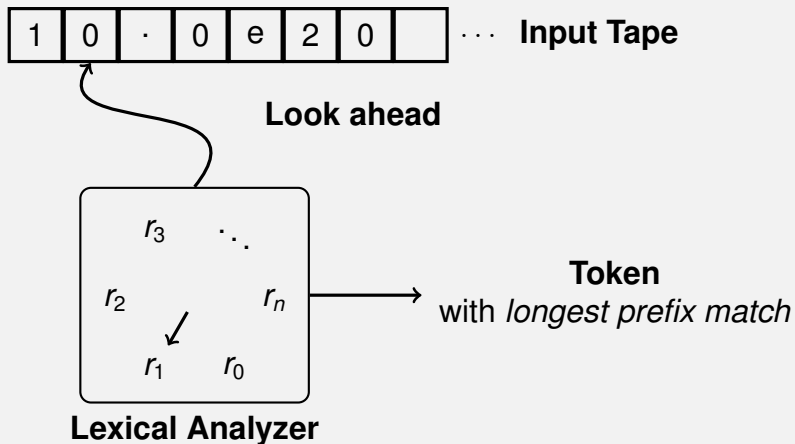 1 0 · 0 e 2 0 ··· Input Tape
Look ahead
r₃ ⋱
r₂ rₙ
r₁ r₀
Token
with longest prefix match
Lexical Analyzer